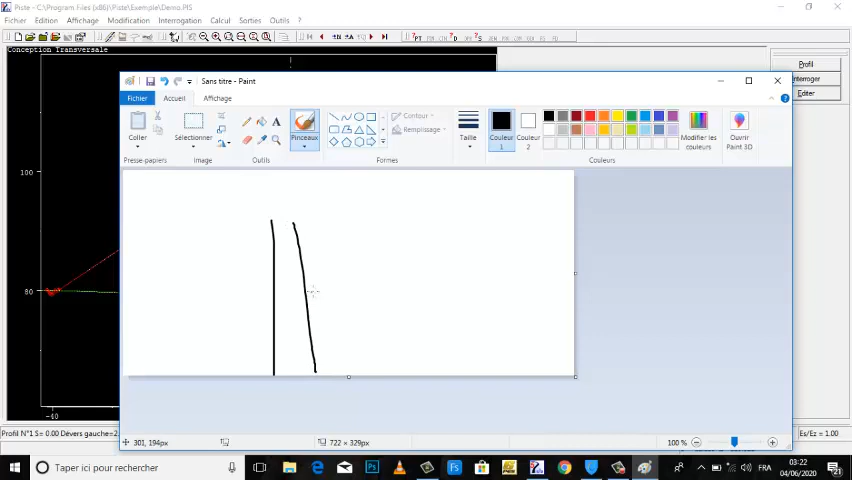 Piste - C:\Program Files (x86)\Piste\Exemple\Demo.PIS
Fichier Edition Affichage Modification Interrogation Calcul Sorties Outils ?
Conception Transversale
Profil
Interroger
Editer
100
80
-40
Sans titre - Paint
Fichier Accueil Affichage
Coller
Sélectionner
Pinceaux
Contour
Remplissage
Taille
Couleur 1
Couleur 2
Modifier les couleurs
Ouvrir Paint 3D
Presse-papiers Image Outils Formes Couleurs
301, 194px
722 × 329px
100 %
Profil N°1 S= 0.00 Dévers gauche=2.
Es/Ez = 1.00
Taper ici pour rechercher
FRA
03:22
04/06/2020
21